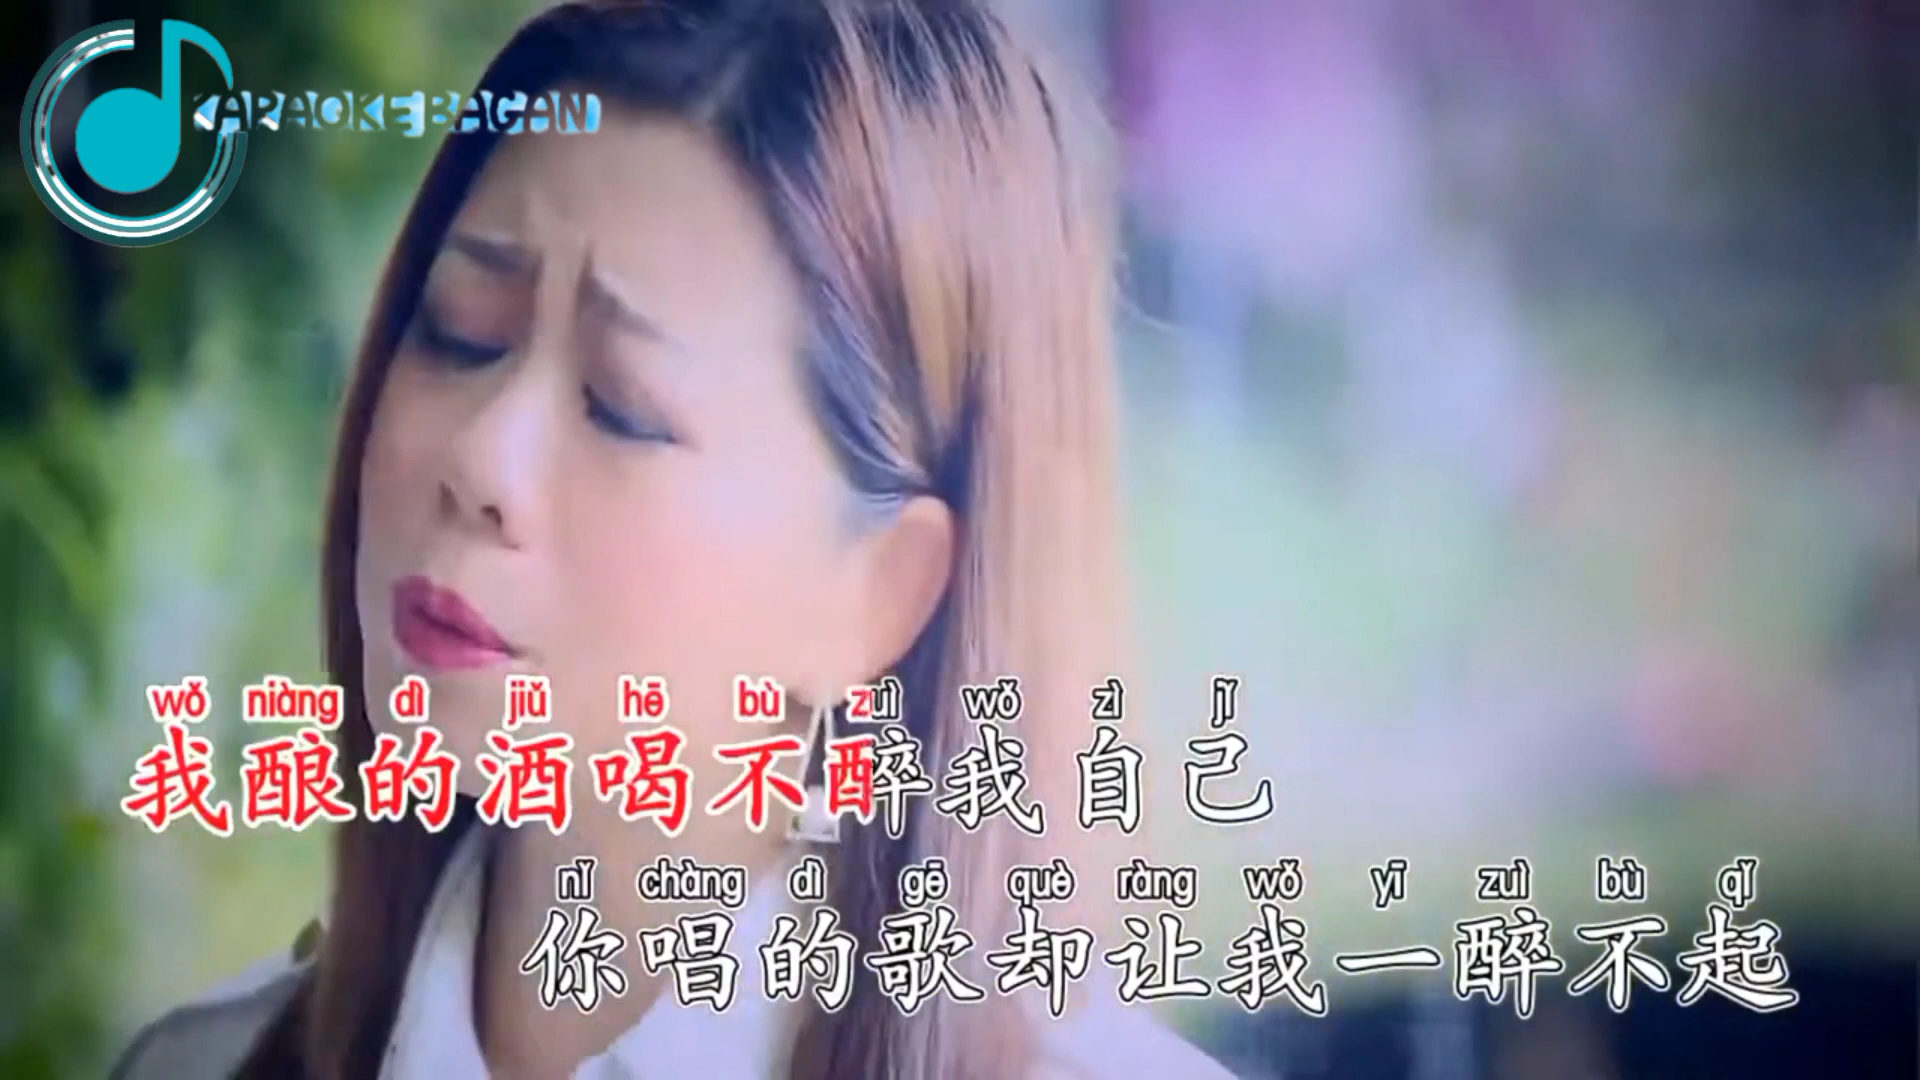 KARAOKE BAGAN
wǒ niàng dì jiǔ hē bù zuì wǒ zì jǐ
我酿的酒喝不醉我自己
nǐ chàng dì gē què ràng wǒ yī zuì bù qǐ
你唱的歌却让我一醉不起